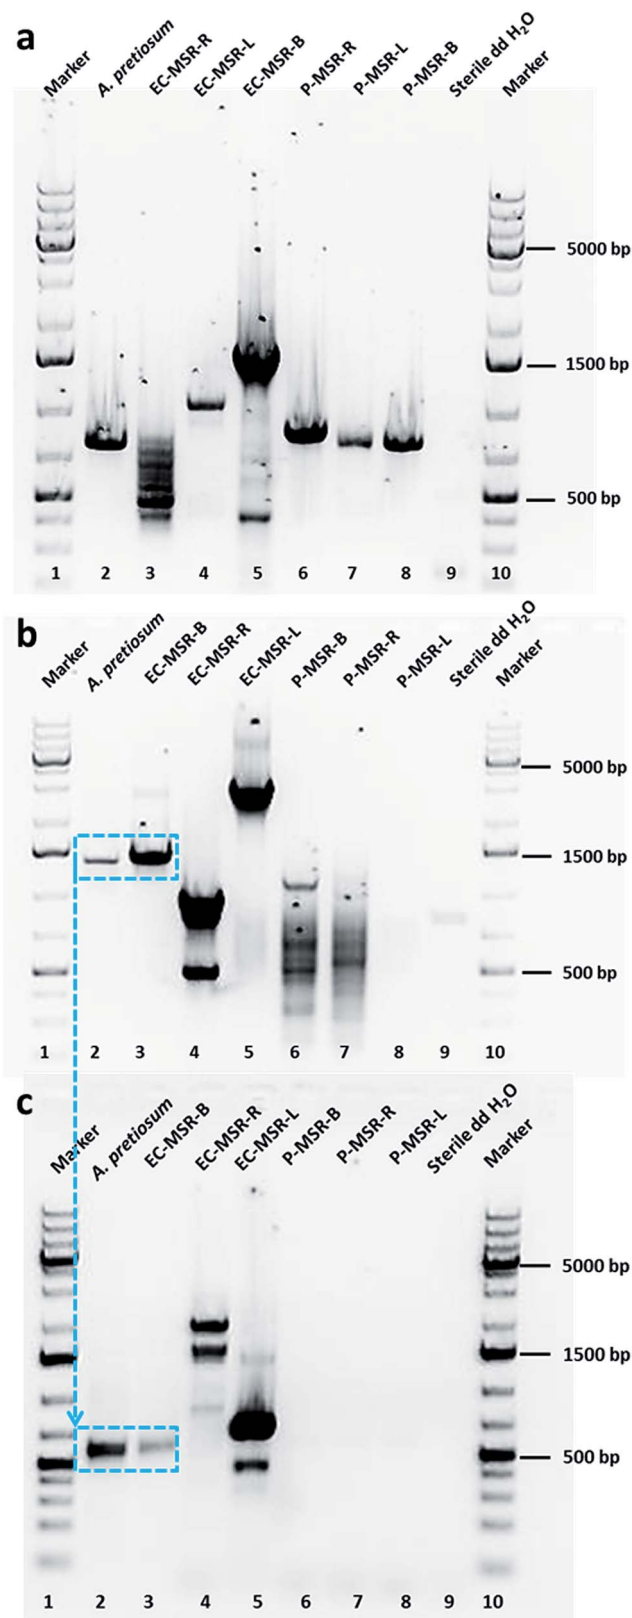 a
Marker
A. pretiosum
EC-MSR-R
EC-MSR-L
EC-MSR-B
P-MSR-R
P-MSR-L
P-MSR-B
Sterile dd H₂O
Marker
5000 bp
1500 bp
500 bp
1 2 3 4 5 6 7 8 9 10
b
Marker
A. pretiosum
EC-MSR-B
EC-MSR-R
EC-MSR-L
P-MSR-B
P-MSR-R
P-MSR-L
Sterile dd H₂O
Marker
5000 bp
1500 bp
500 bp
1 2 3 4 5 6 7 8 9 10
c
Marker
A. pretiosum
EC-MSR-B
EC-MSR-R
EC-MSR-L
P-MSR-B
P-MSR-R
P-MSR-L
Sterile dd H₂O
Marker
5000 bp
1500 bp
500 bp
1 2 3 4 5 6 7 8 9 10